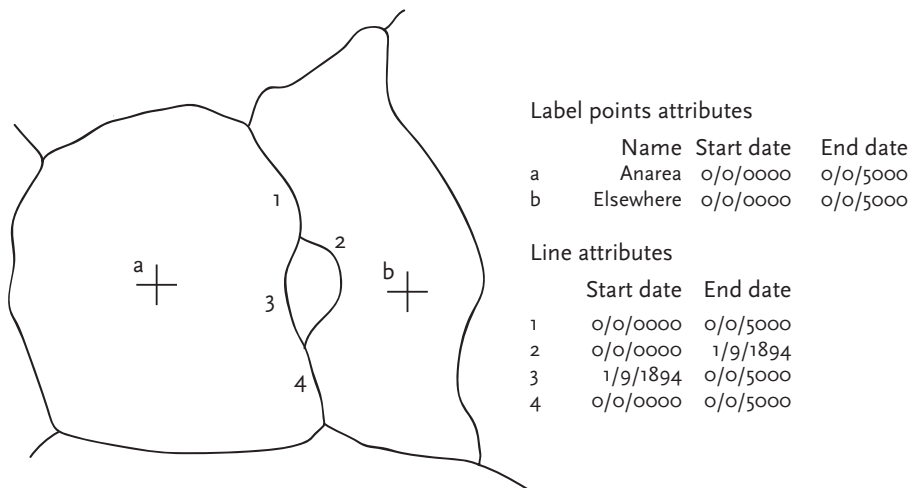 Label points attributes
Name Start date End date
a Anarea 0/0/0000 0/0/5000
b Elsewhere 0/0/0000 0/0/5000
Line attributes
Start date End date
1 0/0/0000 0/0/5000
2 0/0/0000 1/9/1894
3 1/9/1894 0/0/5000
4 0/0/0000 0/0/5000
1
2
a
b
3
4